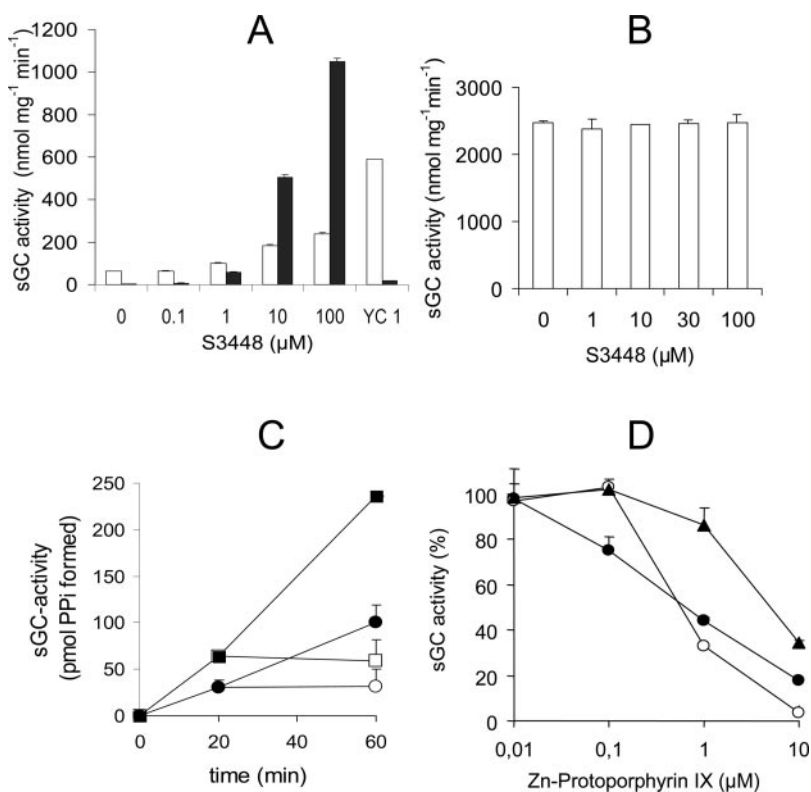 A
sGC activity (nmol mg⁻¹ min⁻¹)
1200
1000
800
600
400
200
0
0 0.1 1 10 100 YC 1
S3448 (µM)
B
sGC activity (nmol mg⁻¹min⁻¹)
3000
2000
1000
0
0 1 10 30 100
S3448 (µM)
C
sGC-activity
(pmol PPi formed)
250
200
150
100
50
0
0 20 40 60
time (min)
D
sGC activity (%)
100
80
60
40
20
0
0,01 0,1 1 10
Zn-Protoporphyrin IX (µM)